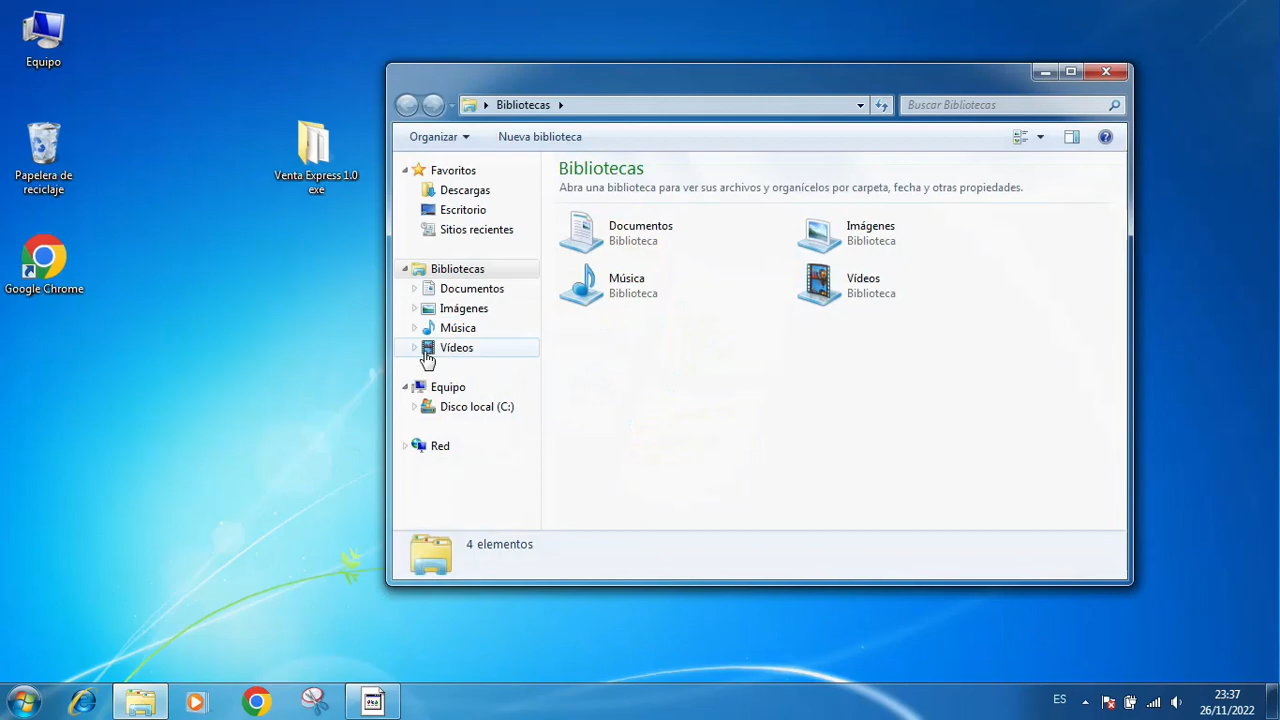 Equipo
Papelera de
reciclaje
Google Chrome
Venta Express 1.0
exe
Bibliotecas
Buscar Bibliotecas
Organizar
Nueva biblioteca
Favoritos
Descargas
Escritorio
Sitios recientes
Bibliotecas
Documentos
Imágenes
Música
Vídeos
Equipo
Disco local (C:)
Red
Bibliotecas
Abra una biblioteca para ver sus archivos y organícelos por carpeta, fecha y otras propiedades.
Documentos
Biblioteca
Imágenes
Biblioteca
Música
Biblioteca
Vídeos
Biblioteca
4 elementos
ES
23:37
26/11/2022